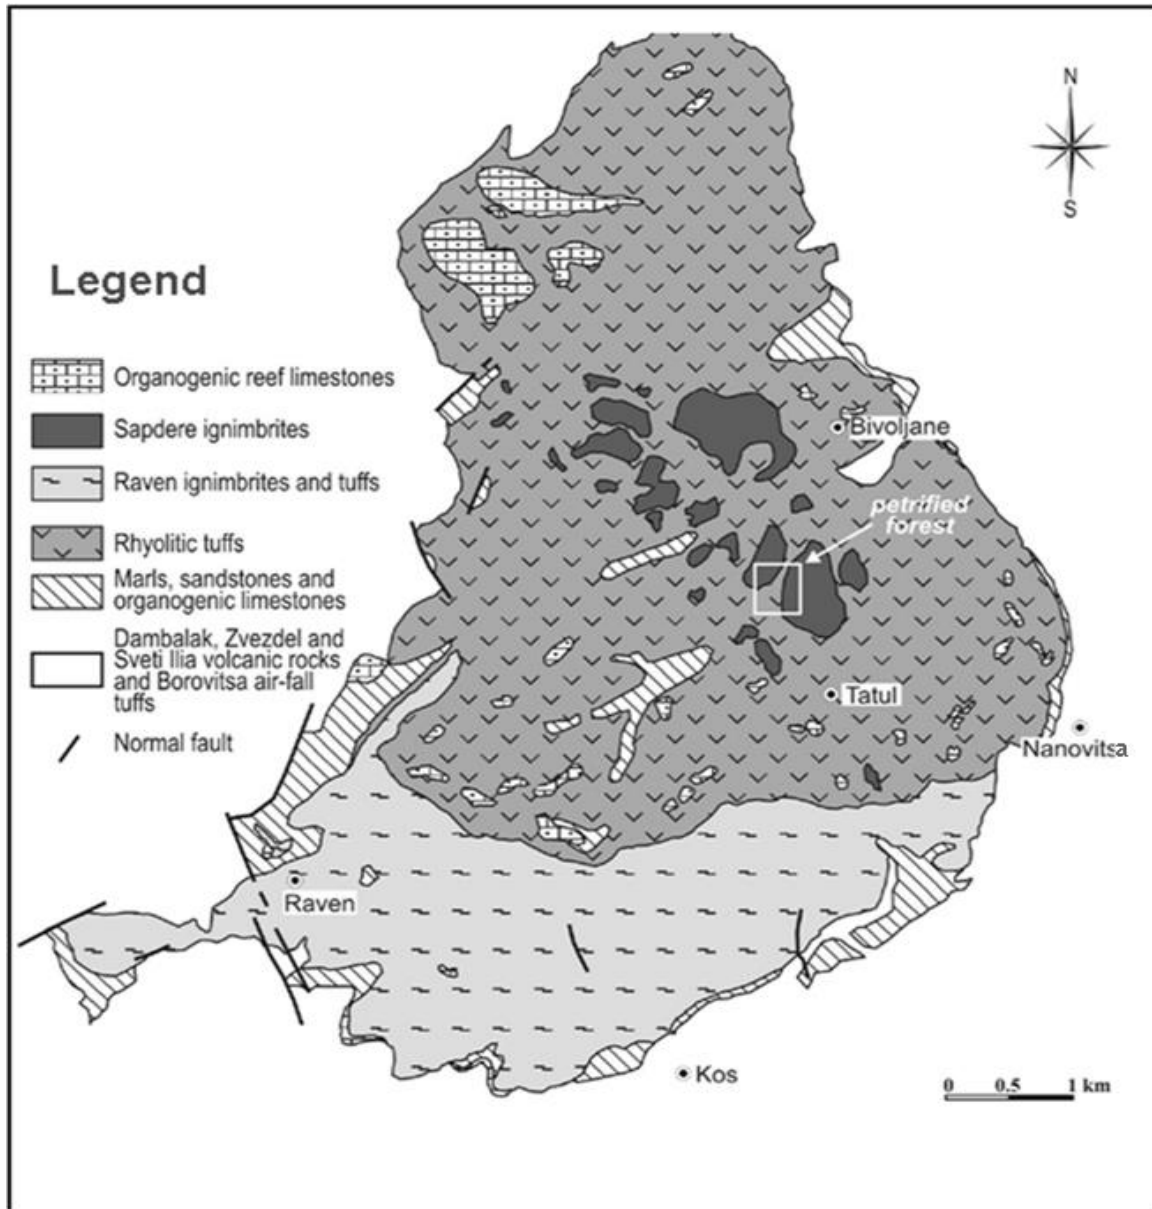 N
S
Legend
Organogenic reef limestones
Sapdere ignimbrites
Raven ignimbrites and tuffs
Rhyolitic tuffs
Marls, sandstones and
organogenic limestones
Dambalak, Zvezdel and
Sveti Ilia volcanic rocks
and Borovitsa air-fall
tuffs
Normal fault
Bivoljane
petrified
forest
Tatul
Nanovitsa
Raven
Kos
0 0.5 1 km